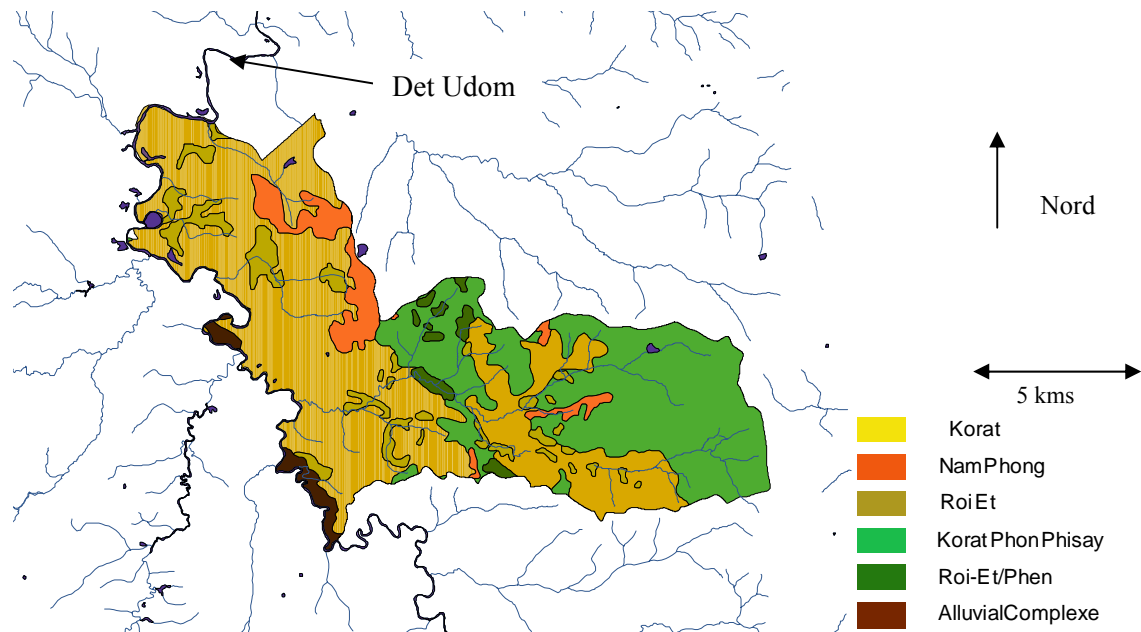 Det Udom
Nord
5 kms
Korat
NamPhong
RoiEt
KoratPhonPhisay
Roi-Et/Phen
AlluvialComplexe